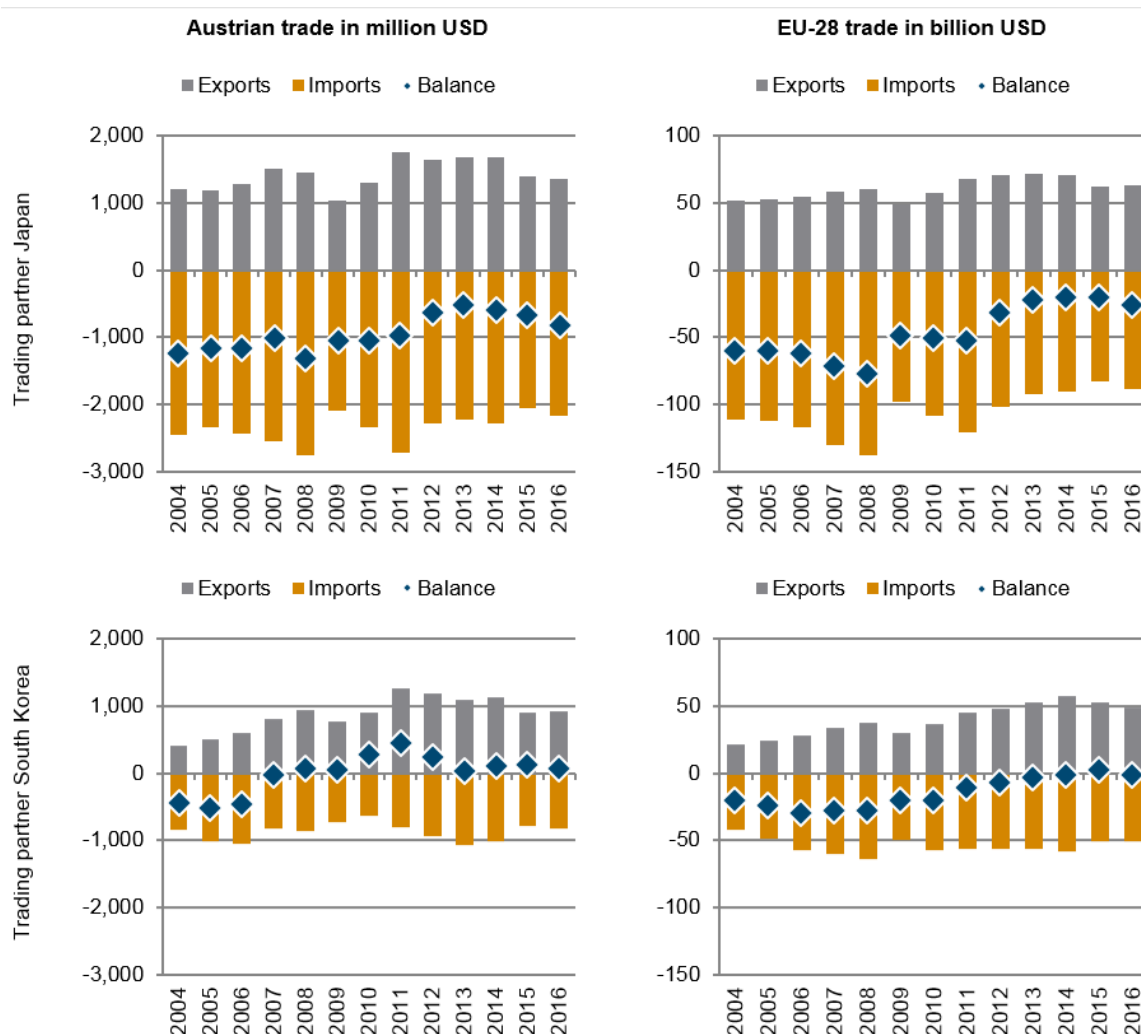 Austrian trade in million USD
EU-28 trade in billion USD
Exports Imports Balance
Exports Imports Balance
Trading partner Japan
2,000
1,000
0
-1,000
-2,000
-3,000
2004 2005 2006 2007 2008 2009 2010 2011 2012 2013 2014 2015 2016
100
50
0
-50
-100
-150
2004 2005 2006 2007 2008 2009 2010 2011 2012 2013 2014 2015 2016
Exports Imports Balance
Exports Imports Balance
Trading partner South Korea
2,000
1,000
0
-1,000
-2,000
-3,000
2004 2005 2006 2007 2008 2009 2010 2011 2012 2013 2014 2015 2016
100
50
0
-50
-100
-150
2004 2005 2006 2007 2008 2009 2010 2011 2012 2013 2014 2015 2016